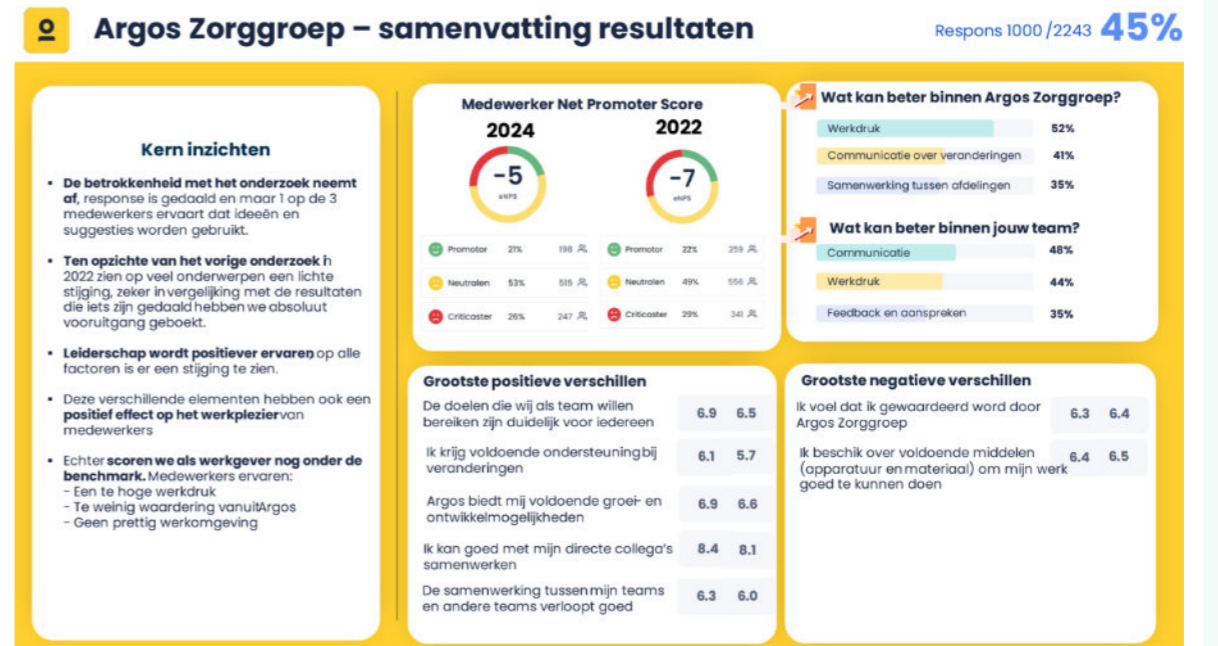 Argos Zorggroep – samenvatting resultaten
Respons 1000 /2243 45%
Kern inzichten
▪ De betrokkenheid met het onderzoek neemt
af, response is gedaald en maar 1 op de 3
medewerkers ervaart dat ideeën en
suggesties worden gebruikt.
▪ Ten opzichte van het vorige onderzoek in
2022 zien op veel onderwerpen een lichte
stijging, zeker in vergelijking met de resultaten
die iets zijn gedaald hebben we absoluut
vooruitgang geboekt.
▪ Leiderschap wordt positiever ervaren, op alle
factoren is er een stijging te zien.
▪ Deze verschillende elementen hebben ook een
positief effect op het werkplezier van
medewerkers
▪ Echter scoren we als werkgever nog onder de
benchmark. Medewerkers ervaren:
- Een te hoge werkdruk
- Te weinig waardering vanuit Argos
- Geen prettig werkomgeving
Medewerker Net Promoter Score
2024 2022
-5 -7
eNPS eNPS
Promotor 21% 198 Promotor 22% 259
Neutralen 53% 515 Neutralen 49% 556
Criticaster 26% 247 Criticaster 29% 341
Wat kan beter binnen Argos Zorggroep?
Werkdruk 52%
Communicatie over veranderingen 41%
Samenwerking tussen afdelingen 35%
Wat kan beter binnen jouw team?
Communicatie 48%
Werkdruk 44%
Feedback en aanspreken 35%
Grootste positieve verschillen
De doelen die wij als team willen
bereiken zijn duidelijk voor iedereen 6.9 6.5
Ik krijg voldoende ondersteuning bij
veranderingen 6.1 5.7
Argos biedt mij voldoende groei- en
ontwikkelmogelijkheden 6.9 6.6
Ik kan goed met mijn directe collega's
samenwerken 8.4 8.1
De samenwerking tussen mijn teams
en andere teams verloopt goed 6.3 6.0
Grootste negatieve verschillen
Ik voel dat ik gewaardeerd word door
Argos Zorggroep 6.3 6.4
Ik beschik over voldoende middelen
(apparatuur en materiaal) om mijn werk 6.4 6.5
goed te kunnen doen